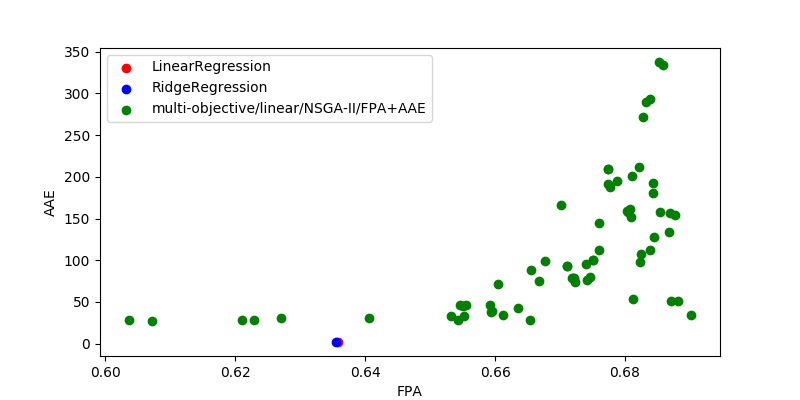 LinearRegression
RidgeRegression
multi-objective/linear/NSGA-II/FPA+AAE
350
300
250
200
150
100
50
0
AAE
0.60 0.62 0.64 0.66 0.68
FPA